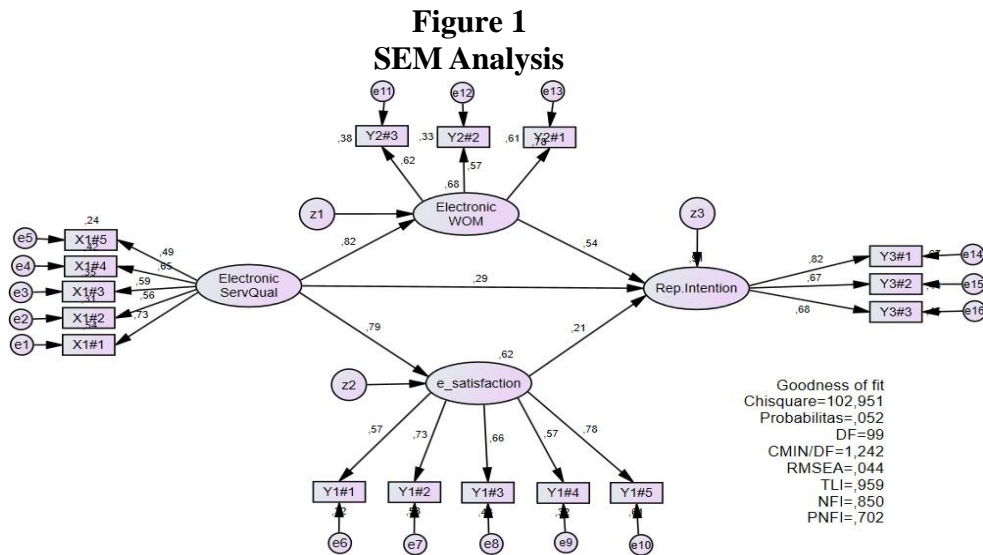 Figure 1
SEM Analysis
e11
e12
e13
,38
Y2#3
,33
Y2#2
,61
Y2#1
,78
,62
,57
,68
z1
Electronic
WOM
z3
,24
e5
X1#5
,49
,82
,54
e4
X1#4
,42
,65
e3
X1#3
,35
,59
Electronic
ServQual
,29
Rep.Intention
,82
Y3#1
e14
e2
X1#2
,31
,56
,67
Y3#2
e15
e1
X1#1
,54
,73
,68
Y3#3
e16
,79
,21
,62
z2
e_satisfaction
,57
,73
,66
,57
,78
Y1#1
Y1#2
Y1#3
Y1#4
Y1#5
e6
e7
e8
e9
e10
Goodness of fit
Chisquare=102,951
Probabilitas=,052
DF=99
CMIN/DF=1,242
RMSEA=,044
TLI=,959
NFI=,850
PNFI=,702